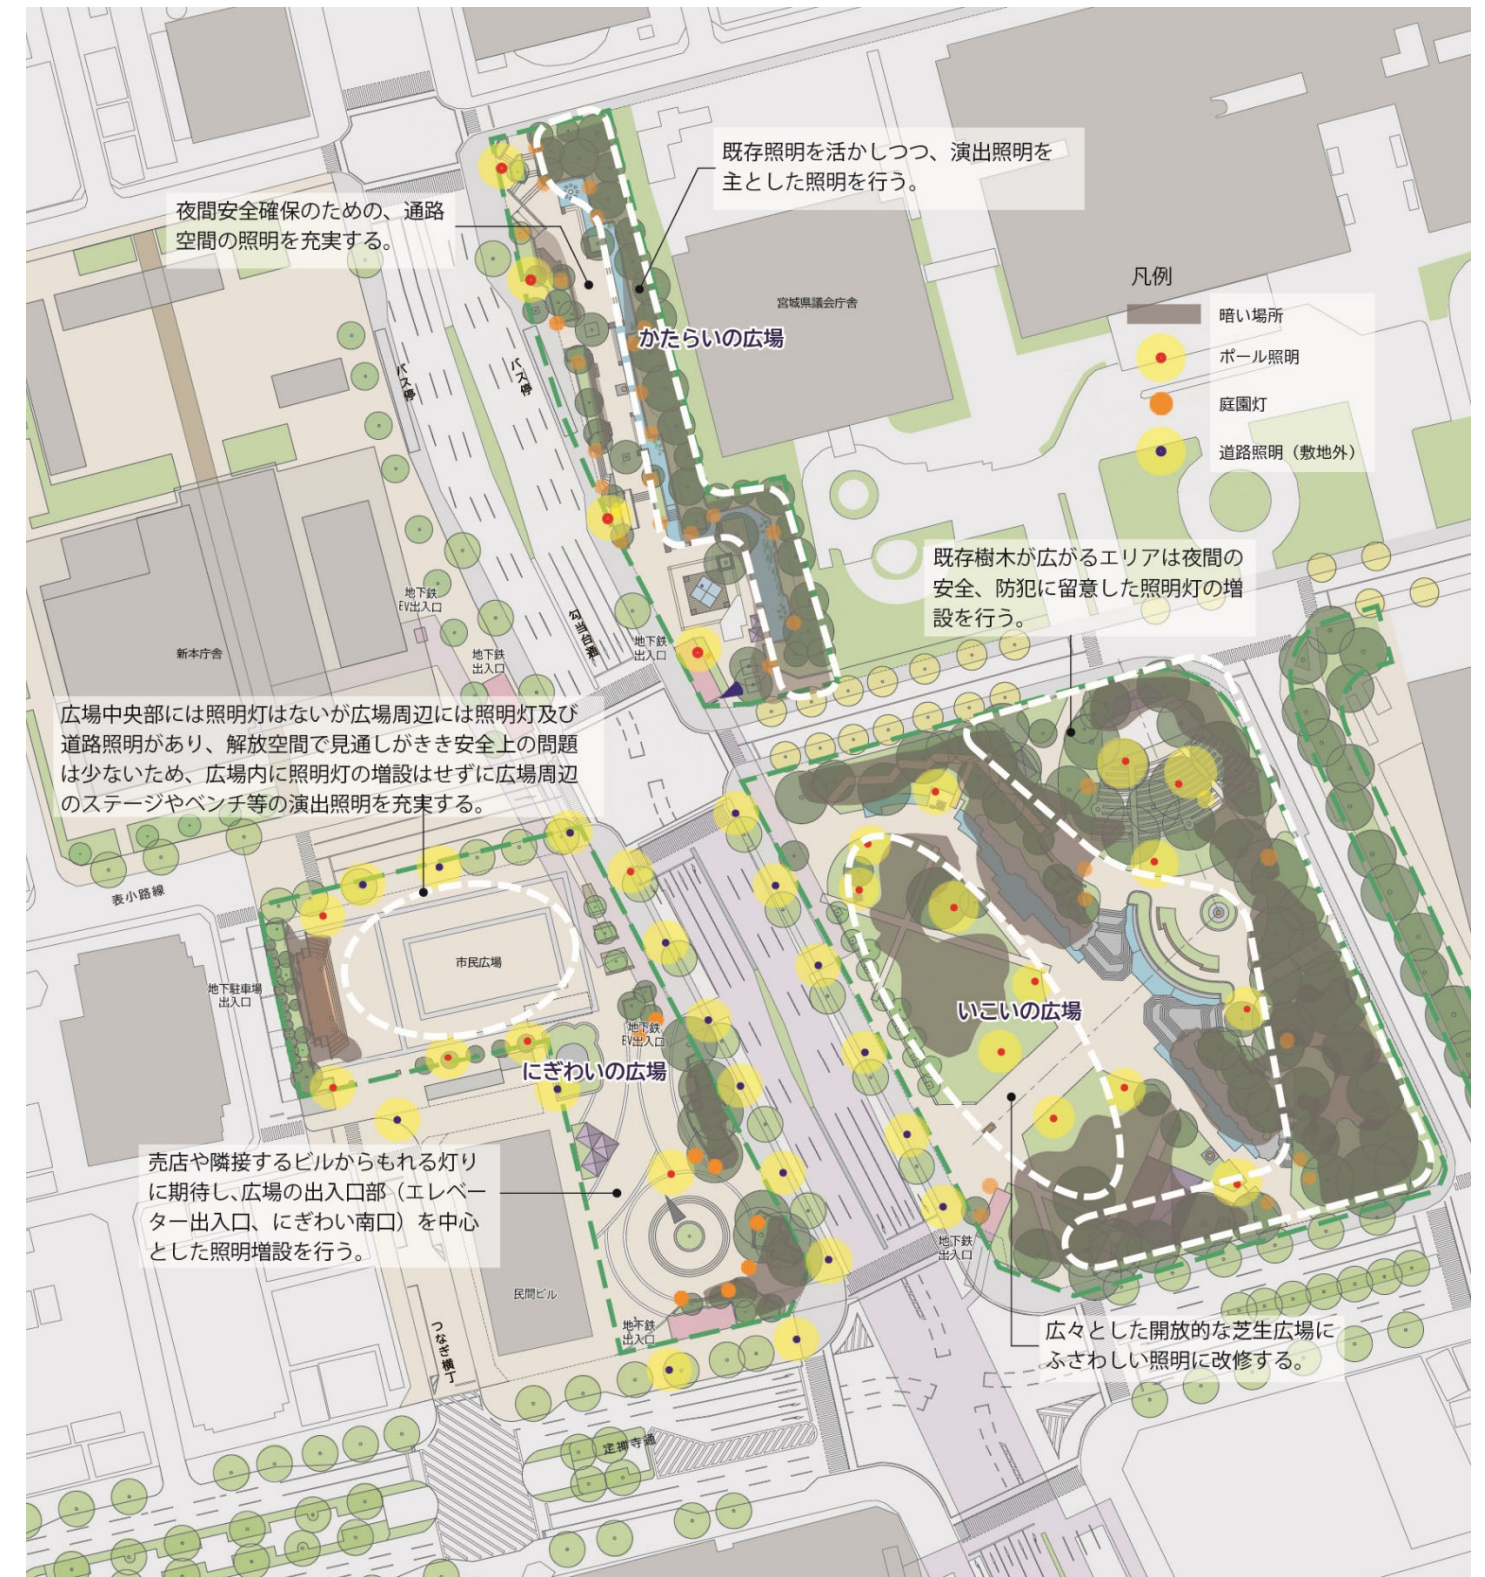 既存照明を活かしつつ、演出照明を
主とした照明を行う。
夜間安全確保のための、通路
空間の照明を充実する。
凡例
暗い場所
ポール照明
庭園灯
道路照明（敷地外）
宮城県議会庁舎
かたらいの広場
バス停
バス停
既存樹木が広がるエリアは夜間の
安全、防犯に留意した照明灯の増
設を行う。
地下鉄
EV出入口
勾当台通
地下鉄
出入口
地下鉄
出入口
新本庁舎
広場中央部には照明灯はないが広場周辺には照明灯及び
道路照明があり、解放空間で見通しがきき安全上の問題
は少ないため、広場内に照明灯の増設はせずに広場周辺
のステージやベンチ等の演出照明を充実する。
表小路線
市民広場
地下駐車場
出入口
いこいの広場
地下鉄
EV出入口
にぎわいの広場
売店や隣接するビルからもれる灯り
に期待し、広場の出入口部（エレベー
ター出入口、にぎわい南口）を中心
とした照明増設を行う。
地下鉄
出入口
民間ビル
地下鉄
出入口
つなぎ横丁
広々とした開放的な芝生広場に
ふさわしい照明に改修する。
定禅寺通